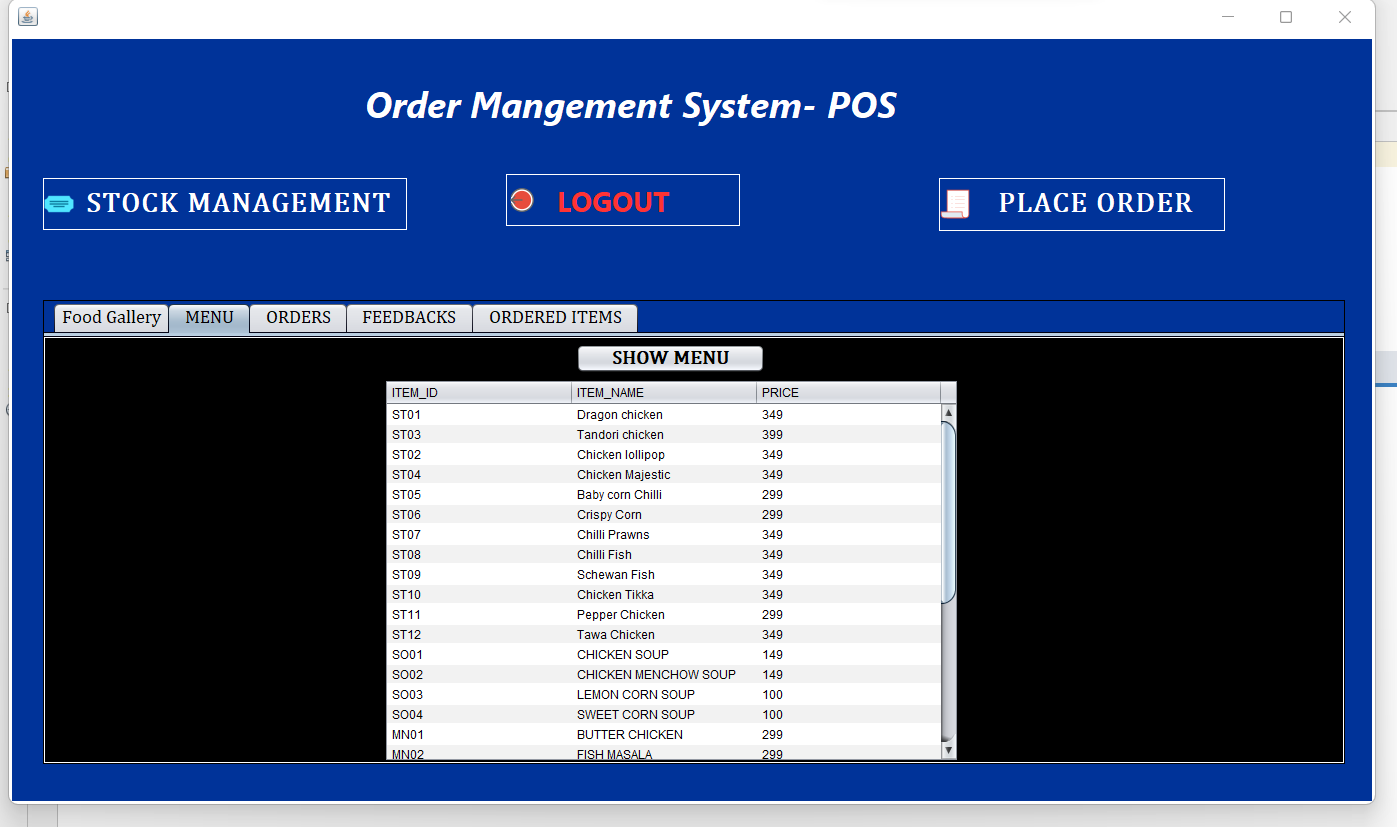 Order Mangement System- POS
STOCK MANAGEMENT
LOGOUT
PLACE ORDER
Food Gallery MENU ORDERS FEEDBACKS ORDERED ITEMS
SHOW MENU
ITEM_ID ITEM_NAME PRICE
ST01 Dragon chicken 349
ST03 Tandori chicken 399
ST02 Chicken lollipop 349
ST04 Chicken Majestic 349
ST05 Baby corn Chilli 299
ST06 Crispy Corn 299
ST07 Chilli Prawns 349
ST08 Chilli Fish 349
ST09 Schewan Fish 349
ST10 Chicken Tikka 349
ST11 Pepper Chicken 299
ST12 Tawa Chicken 349
SO01 CHICKEN SOUP 149
SO02 CHICKEN MENCHOW SOUP 149
SO03 LEMON CORN SOUP 100
SO04 SWEET CORN SOUP 100
MN01 BUTTER CHICKEN 299
MN02 FISH MASALA 299